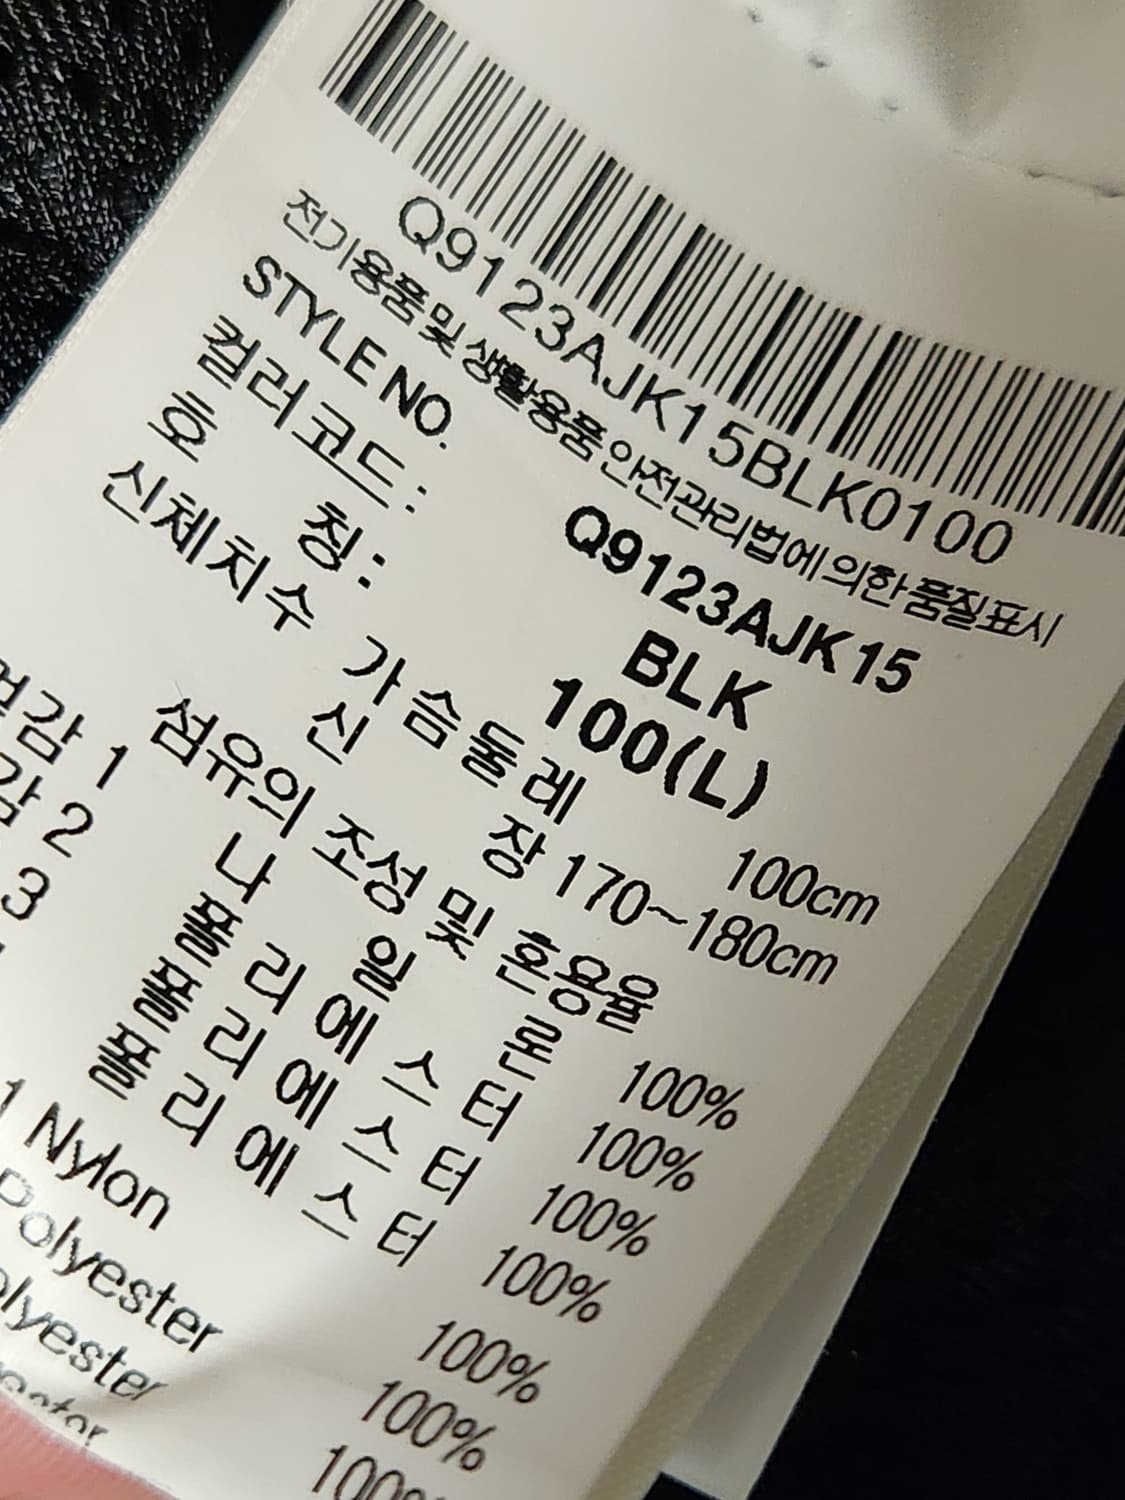 Q9123AJK15BLK0100
전기용품 및 생활용품 안전관리법에 의한 품질표시
STYLE NO. Q9123AJK15
컬러코드: BLK
호 칭: 100(L)
신체치수 가슴둘레 100cm
신 장 170~180cm
섬유의 조성 및 혼용율
겉감 1 나 일 론 100%
감 2 폴리에스터 100%
3 폴리에스터 100%
폴리에스터 100%
1 Nylon 100%
Polyester 100%
olyester 100%